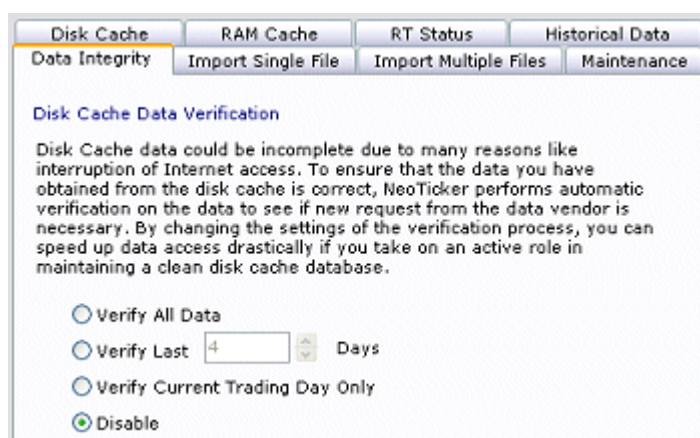 Disk Cache RAM Cache RT Status Historical Data
Data Integrity Import Single File Import Multiple Files Maintenance
Disk Cache Data Verification
Disk Cache data could be incomplete due to many reasons like
interruption of Internet access. To ensure that the data you have
obtained from the disk cache is correct, NeoTicker performs automatic
verification on the data to see if new request from the data vendor is
necessary. By changing the settings of the verification process, you can
speed up data access drastically if you take on an active role in
maintaining a clean disk cache database.
Verify All Data
Verify Last 4 Days
Verify Current Trading Day Only
Disable